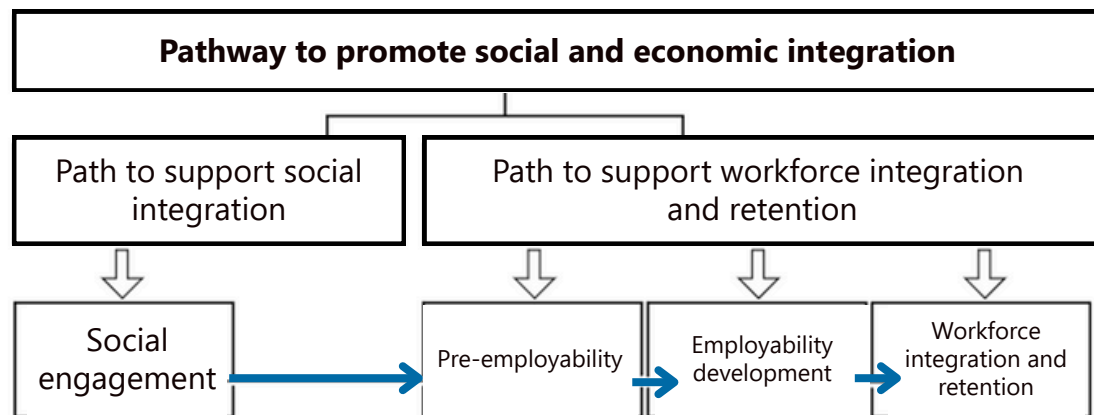 Pathway to promote social and economic integration
Path to support social
integration
Path to support workforce integration
and retention
Social
engagement
Pre-employability
Employability
development
Workforce
integration and
retention